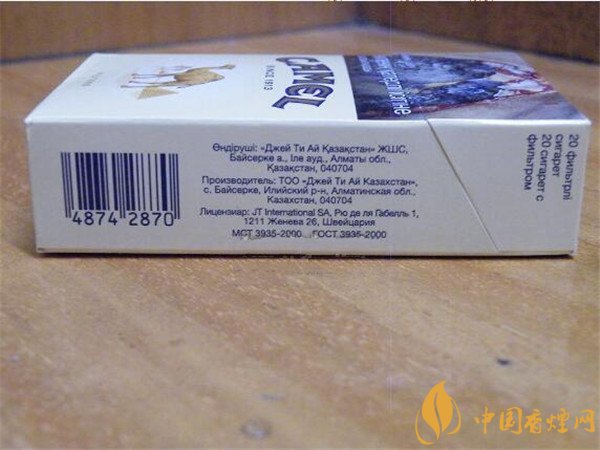 CAMEL
SINCE 1913
Өндіруші: «Джей Ти Ай Қазақстан» ЖШС,
Байсерке а., Іле ауд., Алматы обл.,
Қазақстан, 040704
Производитель: ТОО «Джей Ти Ай Казахстан»,
с. Байсерке, Илийский р-н, Алматинская обл.,
Казахстан, 040704
Лицензиар: JT International SA, Рю де ля Габелль 1,
1211 Женева 26, Швейцария
МСТ 3935-2000 ГОСТ 3935-2000
4874 2870
20 фильтрлі
сигарет
20 сигарет с
фильтром
中国香烟网